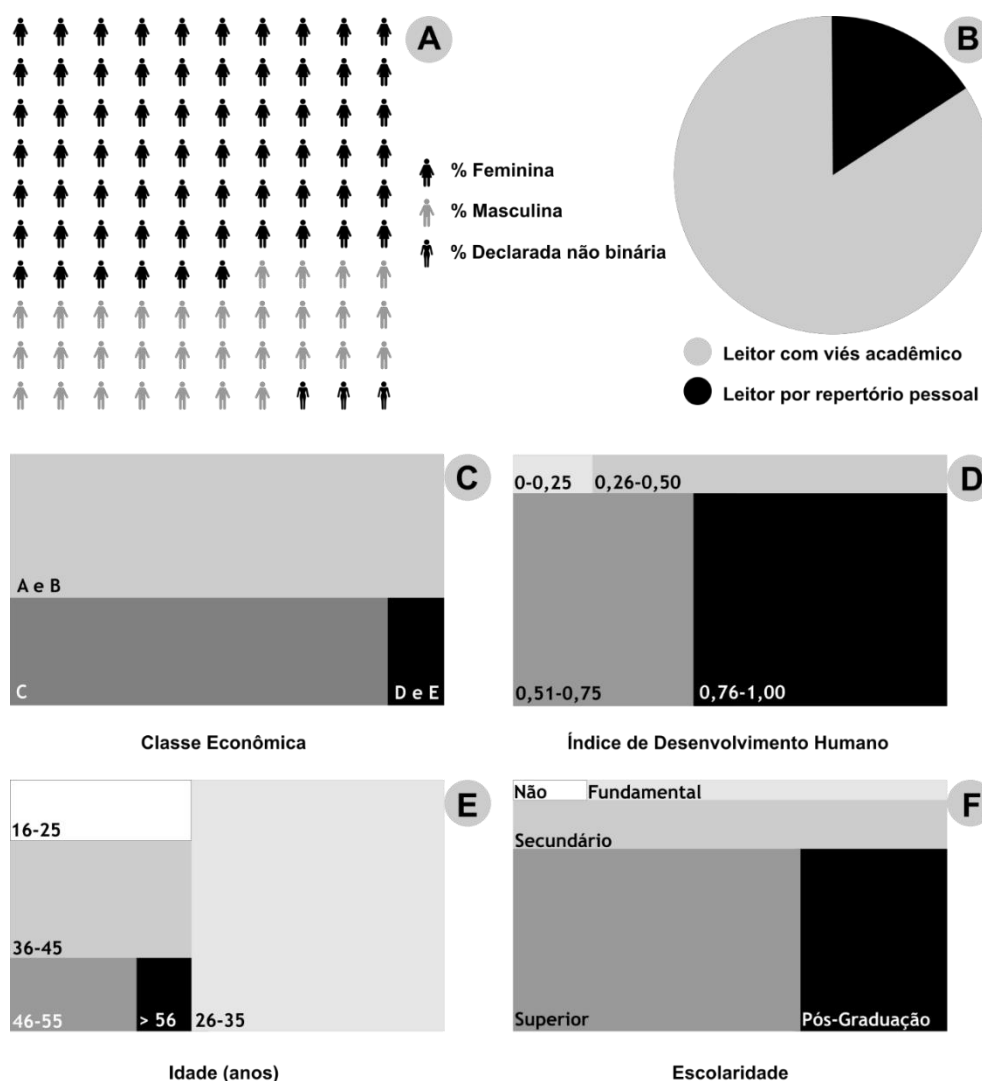 A
B
% Feminina
% Masculina
% Declarada não binária
Leitor com viés acadêmico
Leitor por repertório pessoal
C
A e B
C
D e E
Classe Econômica
D
0-0,25
0,26-0,50
0,51-0,75
0,76-1,00
Índice de Desenvolvimento Humano
E
16-25
36-45
46-55
> 56
26-35
Idade (anos)
F
Não
Fundamental
Secundário
Superior
Pós-Graduação
Escolaridade